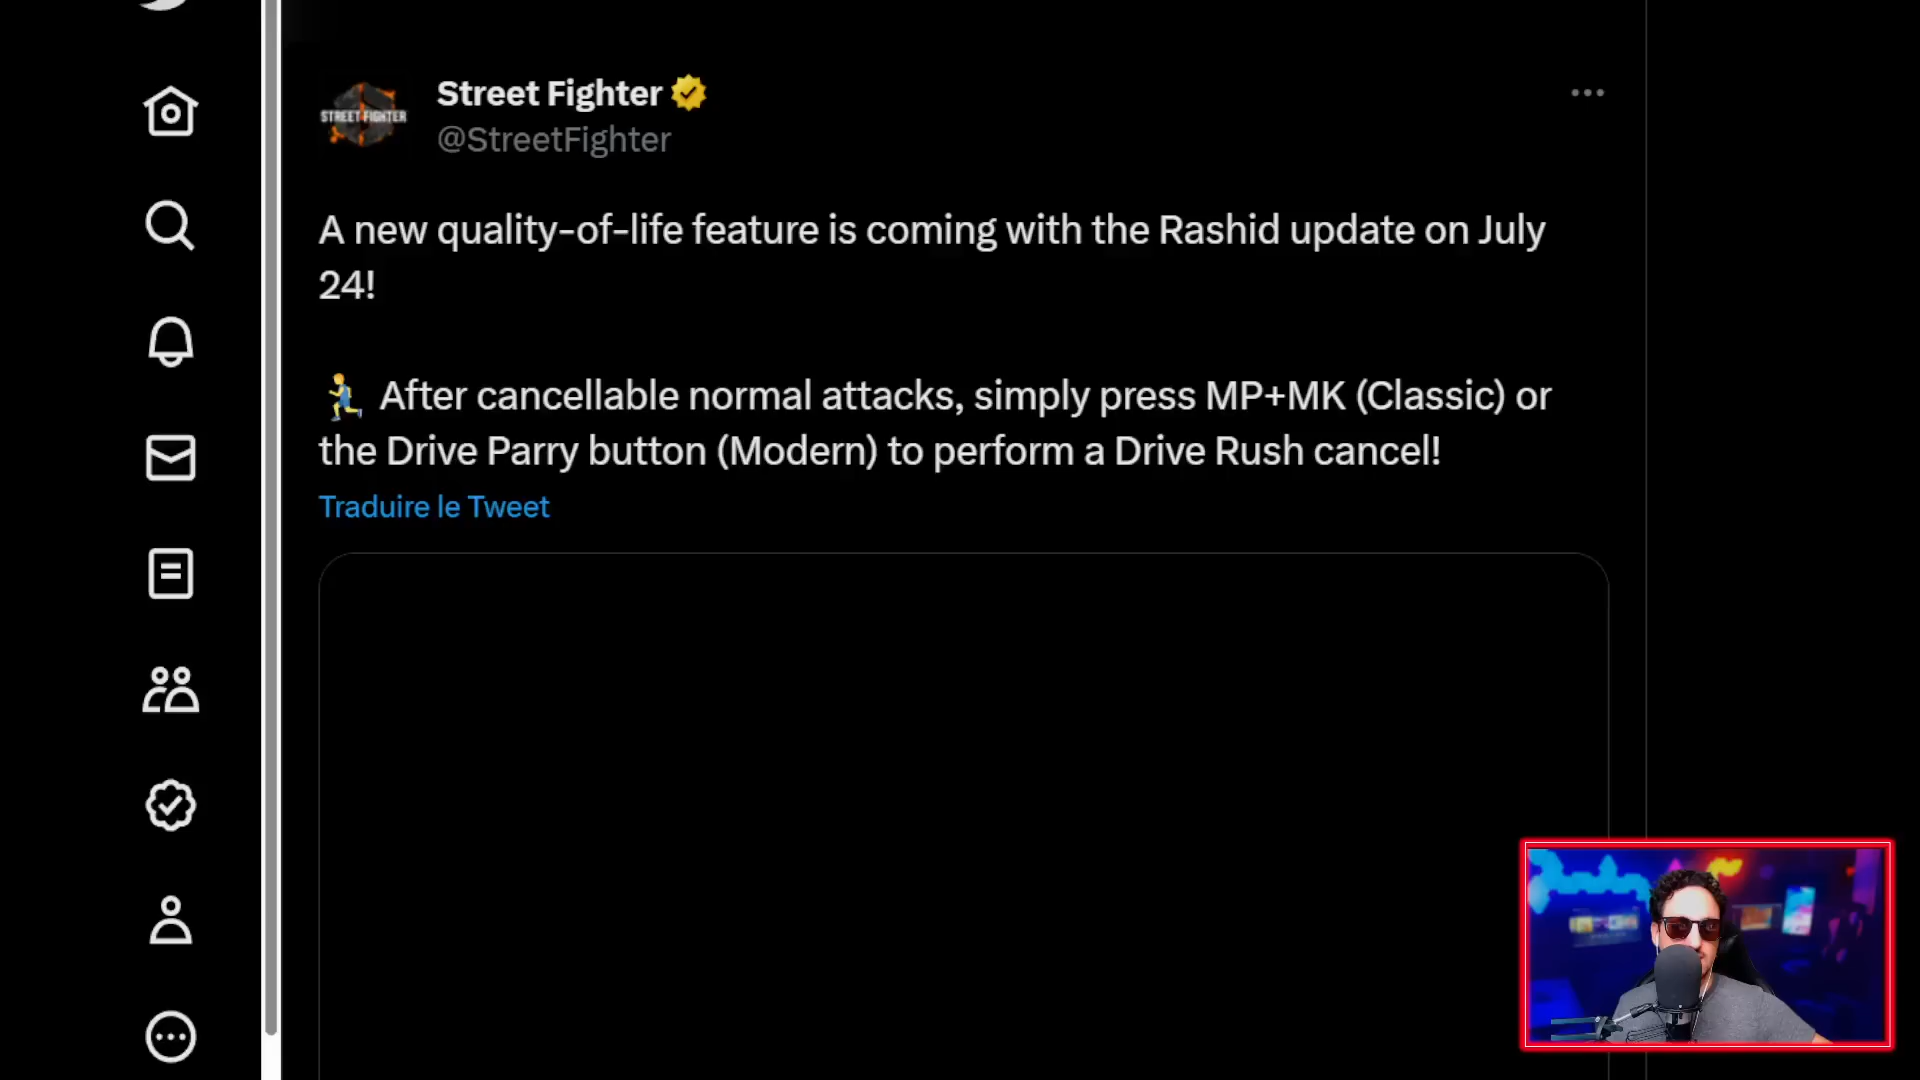 Street Fighter
@StreetFighter
STREET FIGHTER
A new quality-of-life feature is coming with the Rashid update on July
24!
After cancellable normal attacks, simply press MP+MK (Classic) or
the Drive Parry button (Modern) to perform a Drive Rush cancel!
Traduire le Tweet